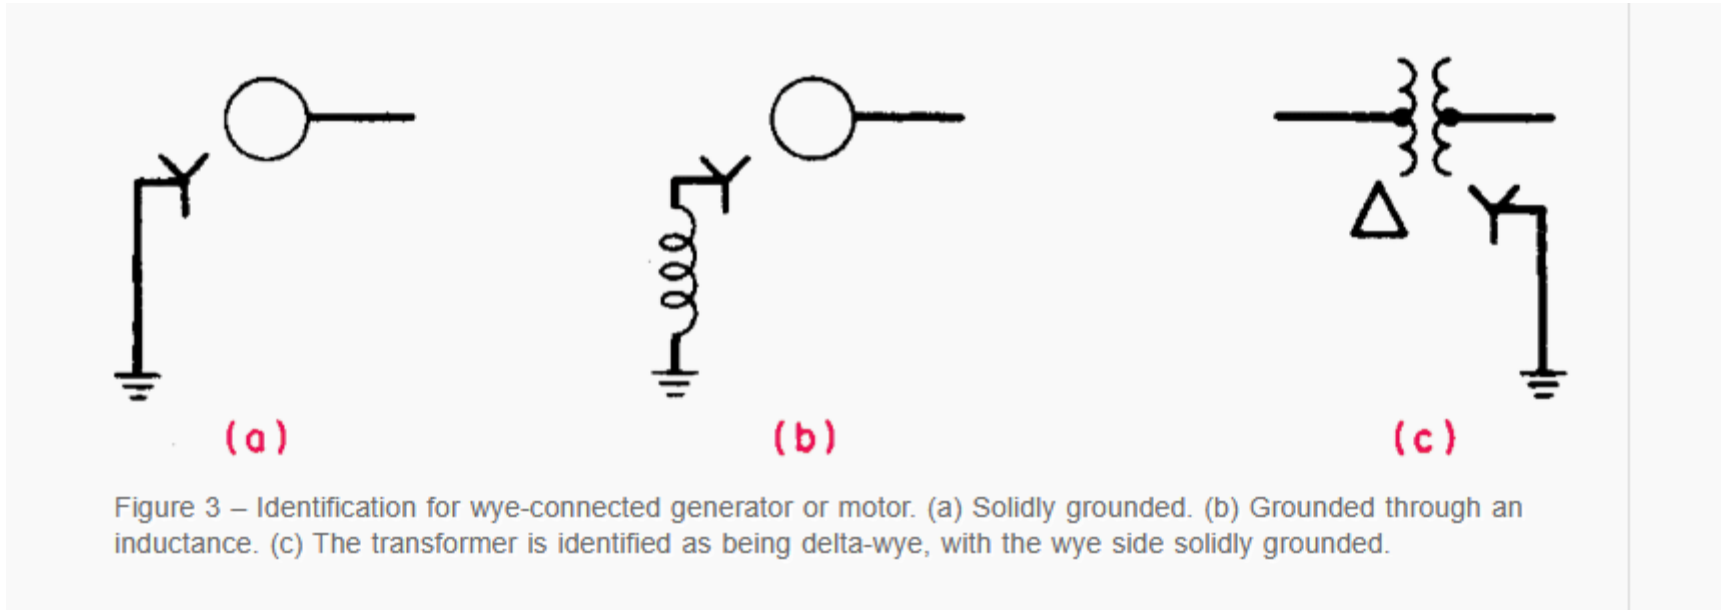 (a)
(b)
(c)
Figure 3 – Identification for wye-connected generator or motor. (a) Solidly grounded. (b) Grounded through an
inductance. (c) The transformer is identified as being delta-wye, with the wye side solidly grounded.